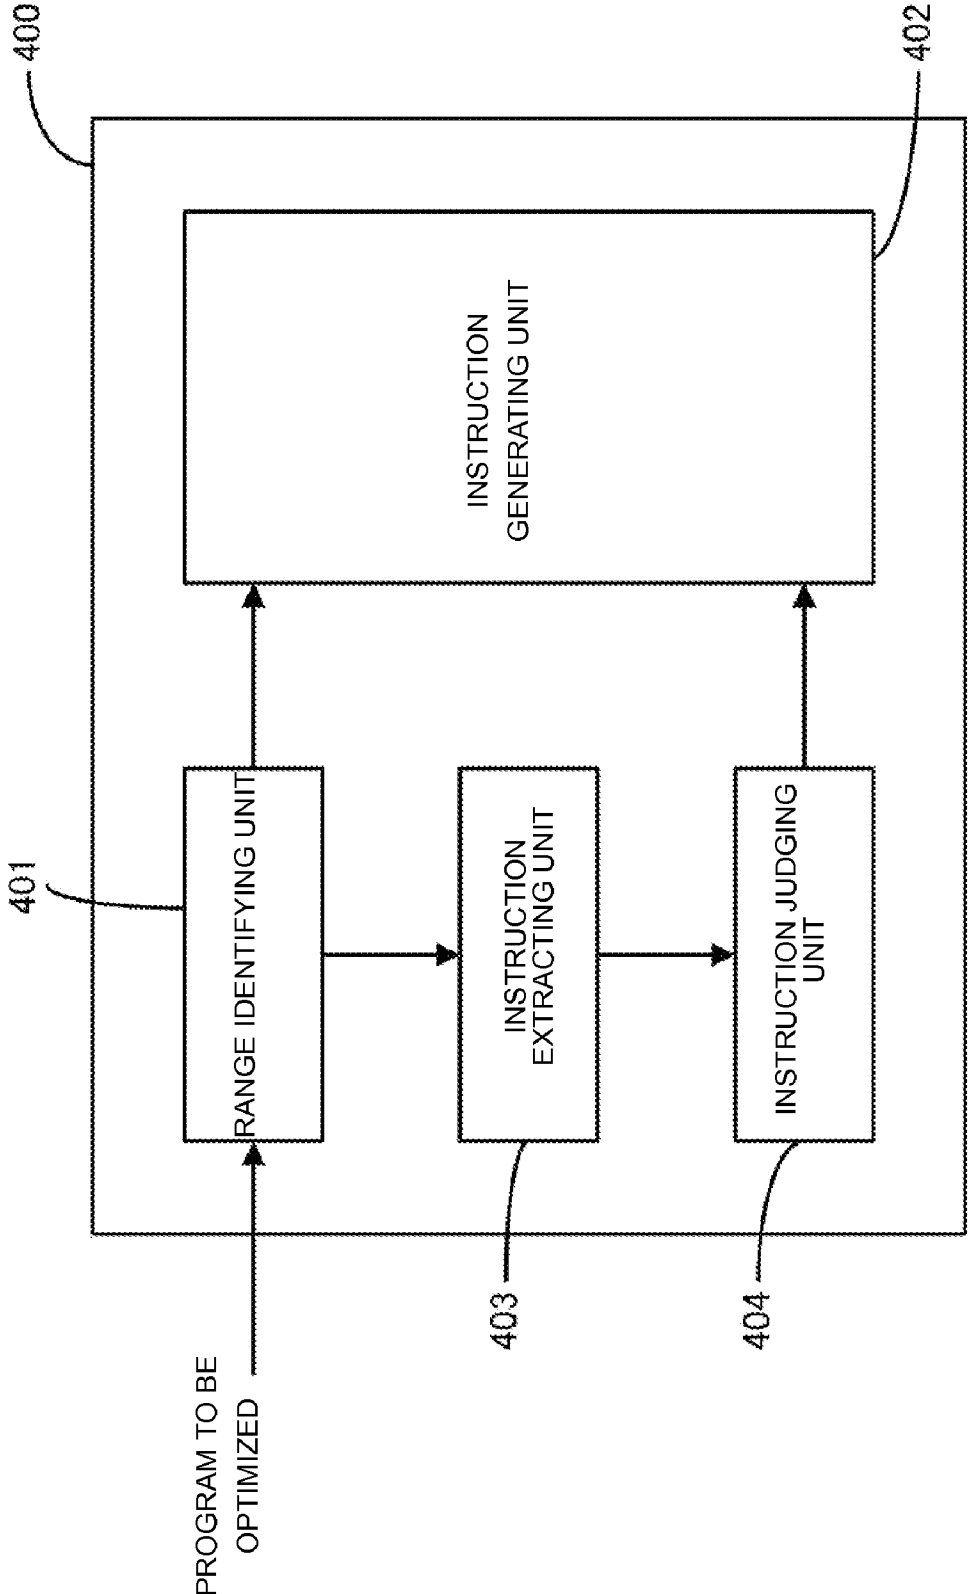 400
401
402
PROGRAM TO BE
OPTIMIZED
RANGE IDENTIFYING UNIT
INSTRUCTION
GENERATING UNIT
INSTRUCTION
EXTRACTING UNIT
403
INSTRUCTION JUDGING
UNIT
404